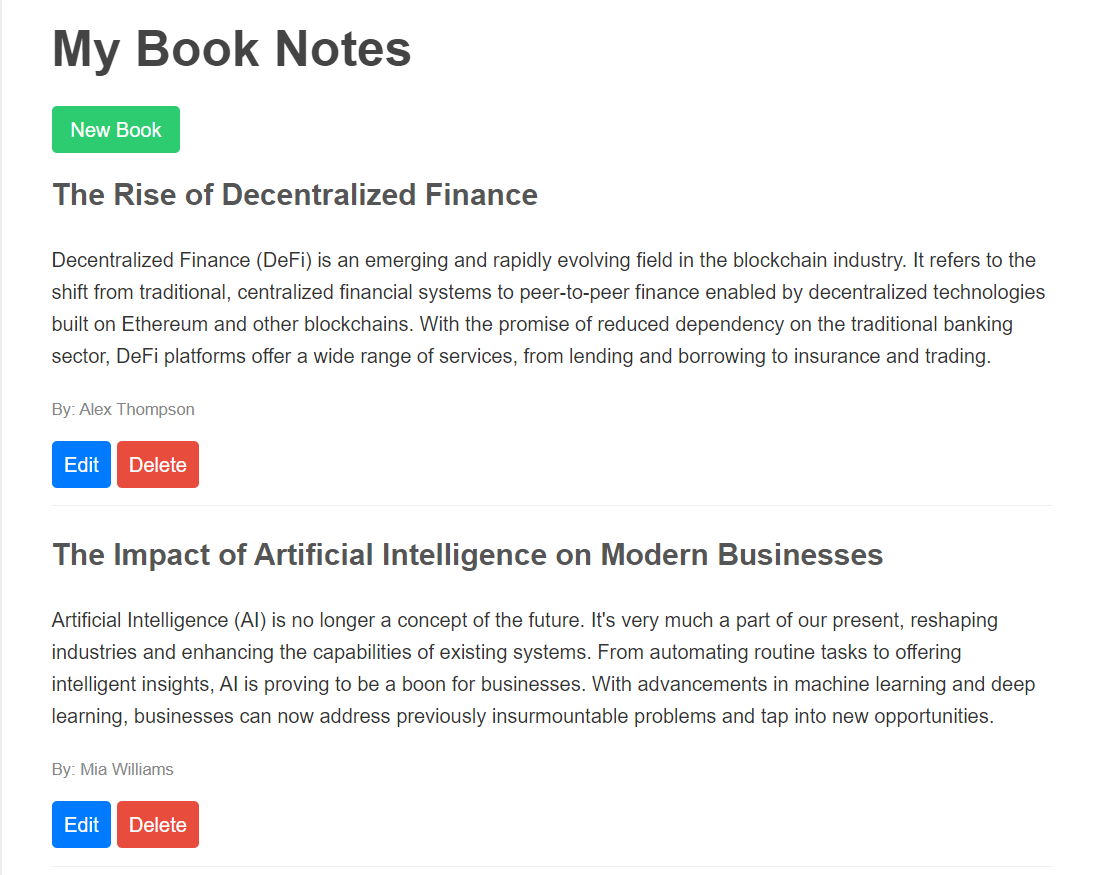 My Book Notes
New Book
The Rise of Decentralized Finance
Decentralized Finance (DeFi) is an emerging and rapidly evolving field in the blockchain industry. It refers to the
shift from traditional, centralized financial systems to peer-to-peer finance enabled by decentralized technologies
built on Ethereum and other blockchains. With the promise of reduced dependency on the traditional banking
sector, DeFi platforms offer a wide range of services, from lending and borrowing to insurance and trading.
By: Alex Thompson
Edit Delete
The Impact of Artificial Intelligence on Modern Businesses
Artificial Intelligence (AI) is no longer a concept of the future. It's very much a part of our present, reshaping
industries and enhancing the capabilities of existing systems. From automating routine tasks to offering
intelligent insights, AI is proving to be a boon for businesses. With advancements in machine learning and deep
learning, businesses can now address previously insurmountable problems and tap into new opportunities.
By: Mia Williams
Edit Delete